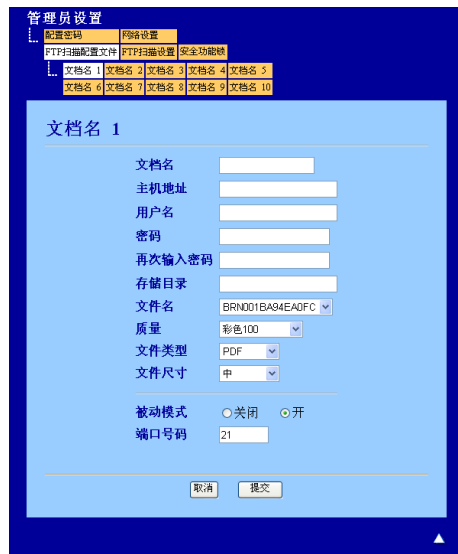 管理员设置
配置密码 网络设置
FTP扫描配置文件 FTP扫描设置 安全功能锁
文档名 1 文档名 2 文档名 3 文档名 4 文档名 5
文档名 6 文档名 7 文档名 8 文档名 9 文档名 10
文档名 1
文档名
主机地址
用户名
密码
再次输入密码
存储目录
文件名 BRN001BA94EA0FC
质量 彩色100
文件类型 PDF
文件尺寸 中
被动模式 关闭 开
端口号码 21
取消 提交